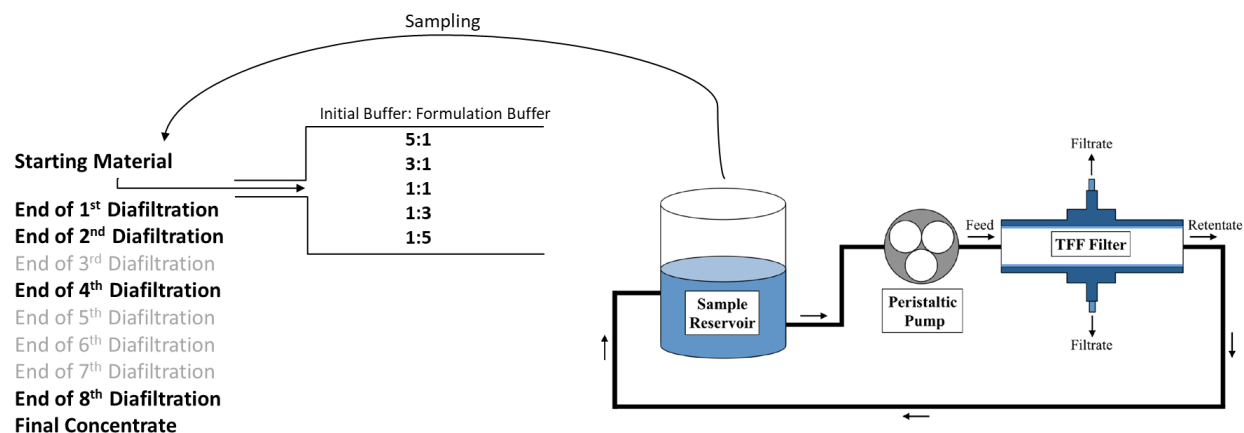 Sampling
Initial Buffer: Formulation Buffer
5:1
3:1
1:1
1:3
1:5
Starting Material
End of 1st Diafiltration
End of 2nd Diafiltration
End of 3rd Diafiltration
End of 4th Diafiltration
End of 5th Diafiltration
End of 6th Diafiltration
End of 7th Diafiltration
End of 8th Diafiltration
Final Concentrate
Sample
Reservoir
Peristaltic
Pump
Feed
Filtrate
TFF Filter
Retentate
Filtrate